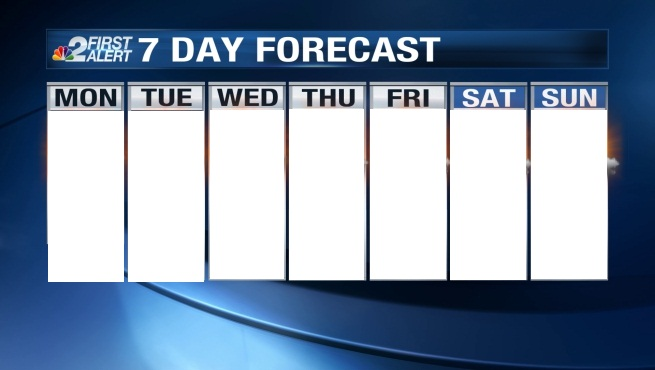 2 FIRST ALERT 7 DAY FORECAST
MON TUE WED THU FRI SAT SUN